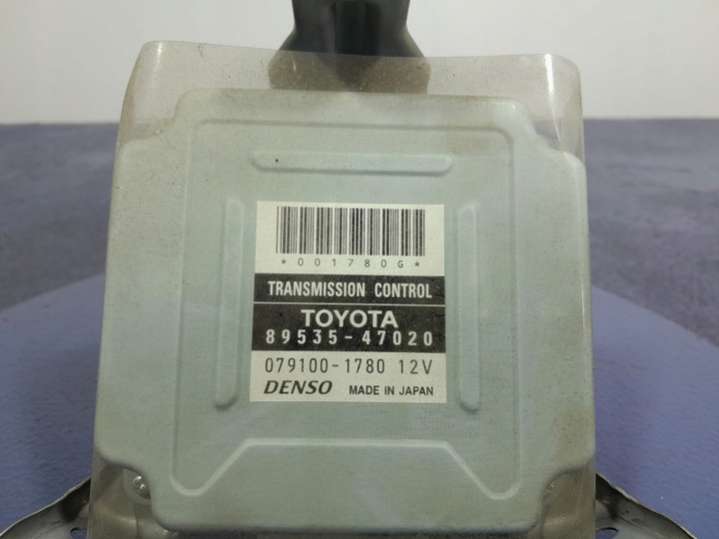 *001780G*
TRANSMISSION CONTROL
TOYOTA
89535-47020
079100-1780 12V
DENSO MADE IN JAPAN